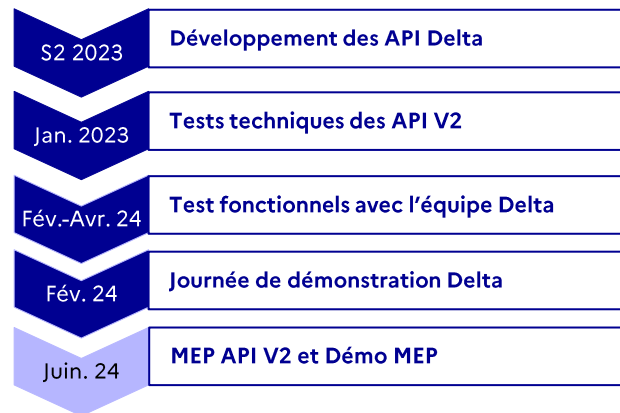 S2 2023
Développement des API Delta
Jan. 2023
Tests techniques des API V2
Fév.-Avr. 24
Test fonctionnels avec l'équipe Delta
Fév. 24
Journée de démonstration Delta
Juin. 24
MEP API V2 et Démo MEP